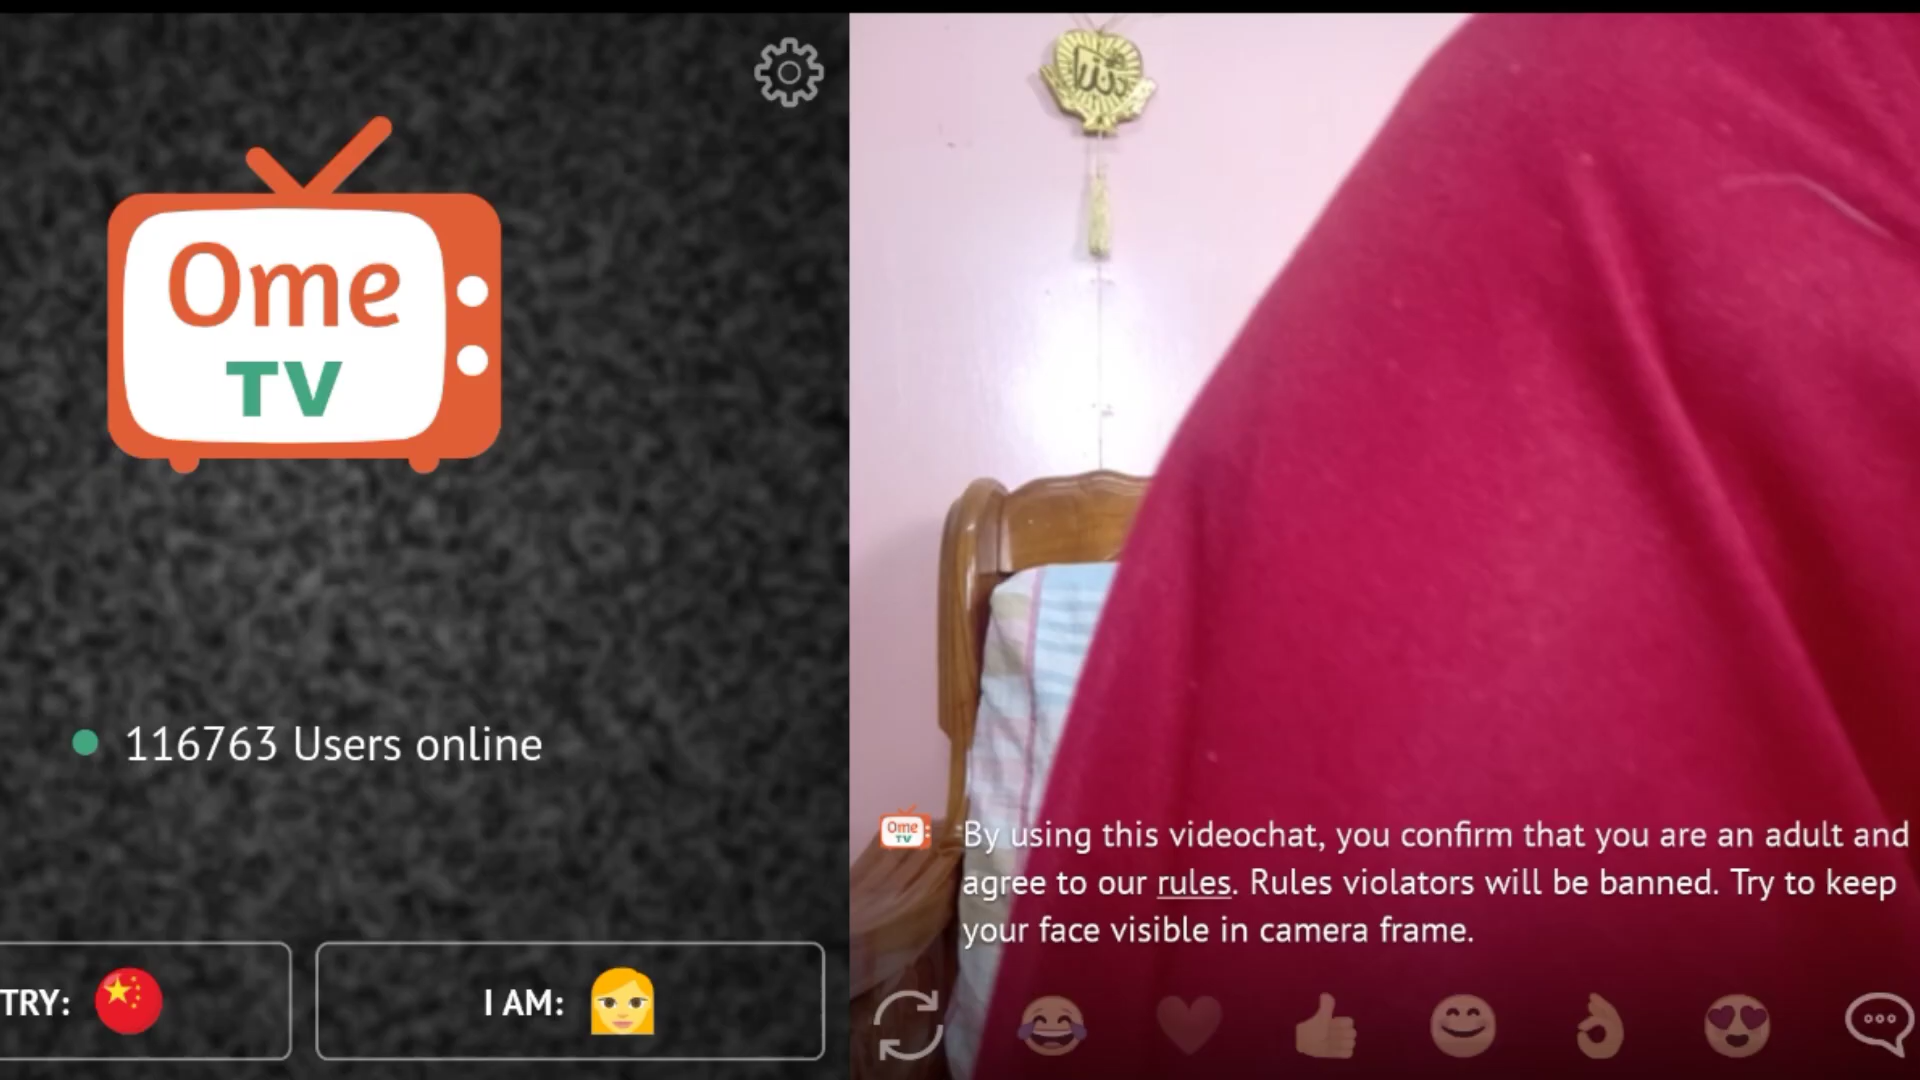 Ome
TV
116763 Users online
TRY:
I AM:
Ome
TV
By using this videochat, you confirm that you are an adult and
agree to our rules. Rules violators will be banned. Try to keep
your face visible in camera frame.